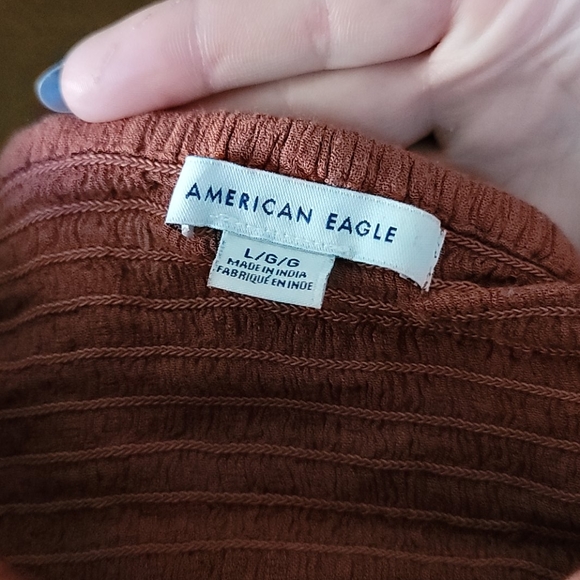 AMERICAN EAGLE
L/G/G
MADE IN INDIA
FABRIQUÉ EN INDE